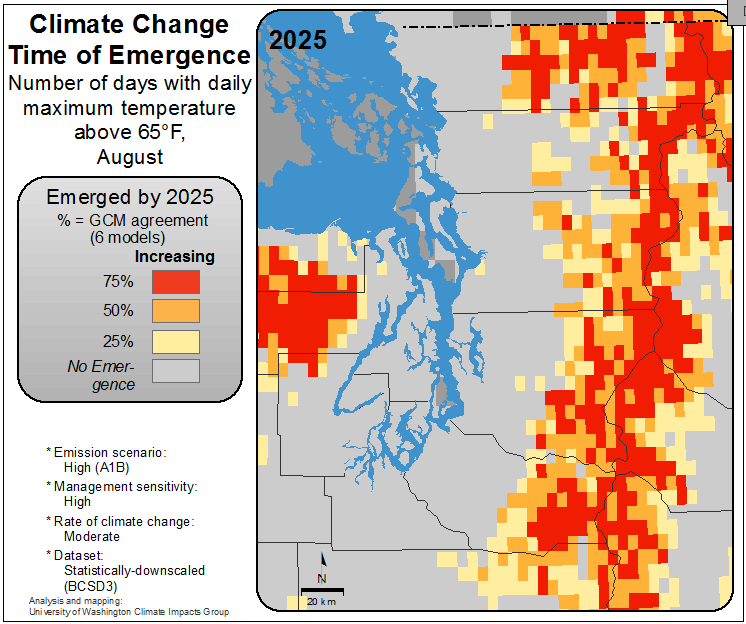 Climate Change
Time of Emergence
Number of days with daily
maximum temperature
above 65°F,
August
Emerged by 2025
% = GCM agreement
(6 models)
Increasing
75%
50%
25%
No Emer-
gence
* Emission scenario:
High (A1B)
* Management sensitivity:
High
* Rate of climate change:
Moderate
* Dataset:
Statistically-downscaled
(BCSD3)
Analysis and mapping:
University of Washington Climate Impacts Group
2025
N
20 km